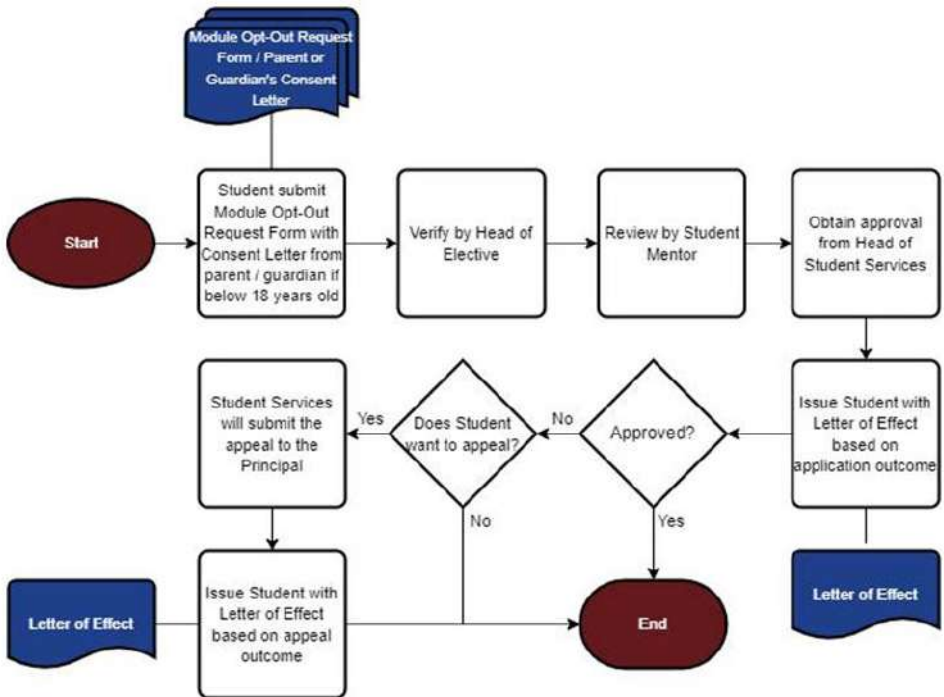 Module Opt-Out Request
Form / Parent or
Guardian's Consent
Letter
Start
Student submit
Module Opt-Out
Request Form with
Consent Letter from
parent / guardian if
below 18 years old
Verify by Head of
Elective
Review by Student
Mentor
Obtain approval
from Head of
Student Services
Issue Student with
Letter of Effect
based on
application outcome
Letter of Effect
Approved?
Yes
No
Does Student
want to appeal?
Yes
No
Student Services
will submit the
appeal to the
Principal
Issue Student with
Letter of Effect
based on appeal
outcome
Letter of Effect
End